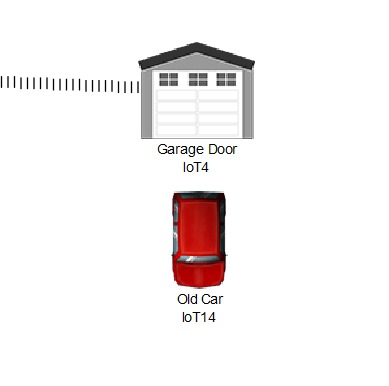 Garage Door
IoT4
Old Car
IoT14